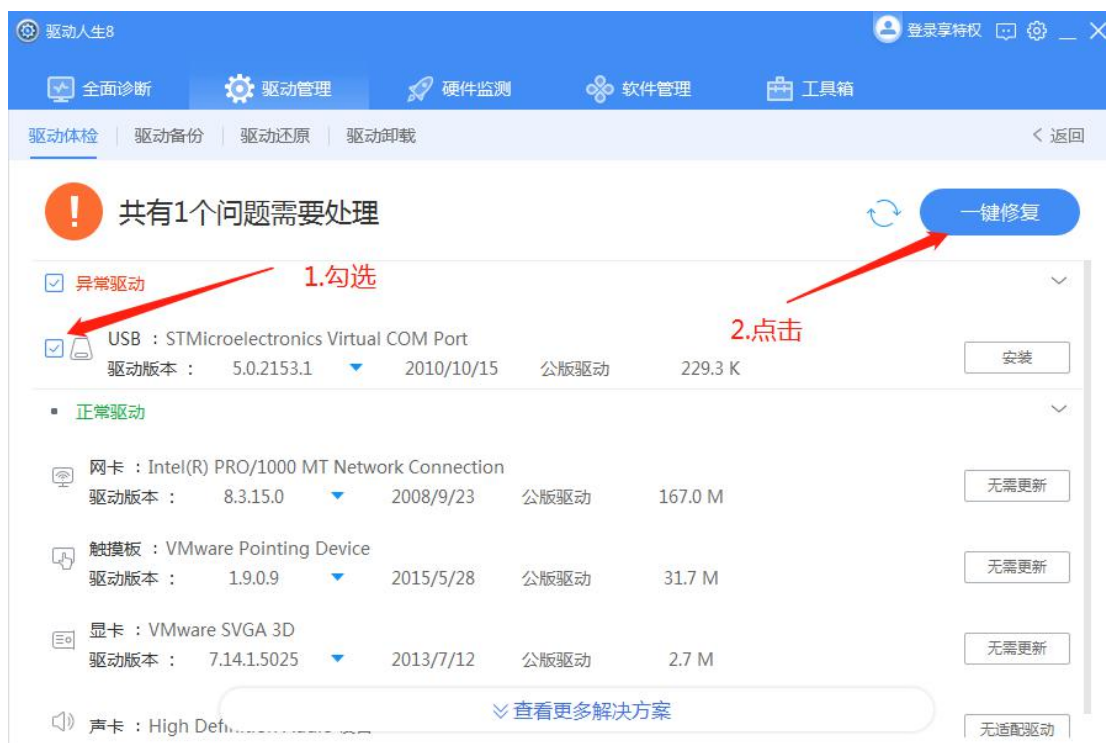 驱动人生8 登录享特权
全面诊断 驱动管理 硬件监测 软件管理 工具箱
驱动体检 驱动备份 驱动还原 驱动卸载 返回
共有1个问题需要处理 一键修复
异常驱动 1.勾选
2.点击
USB : STMicroelectronics Virtual COM Port
驱动版本 : 5.0.2153.1 2010/10/15 公版驱动 229.3 K 安装
正常驱动
网卡 : Intel(R) PRO/1000 MT Network Connection
驱动版本 : 8.3.15.0 2008/9/23 公版驱动 167.0 M 无需更新
触摸板 : VMware Pointing Device
驱动版本 : 1.9.0.9 2015/5/28 公版驱动 31.7 M 无需更新
显卡 : VMware SVGA 3D
驱动版本 : 7.14.1.5025 2013/7/12 公版驱动 2.7 M 无需更新
查看更多解决方案
声卡 : High 无适配驱动